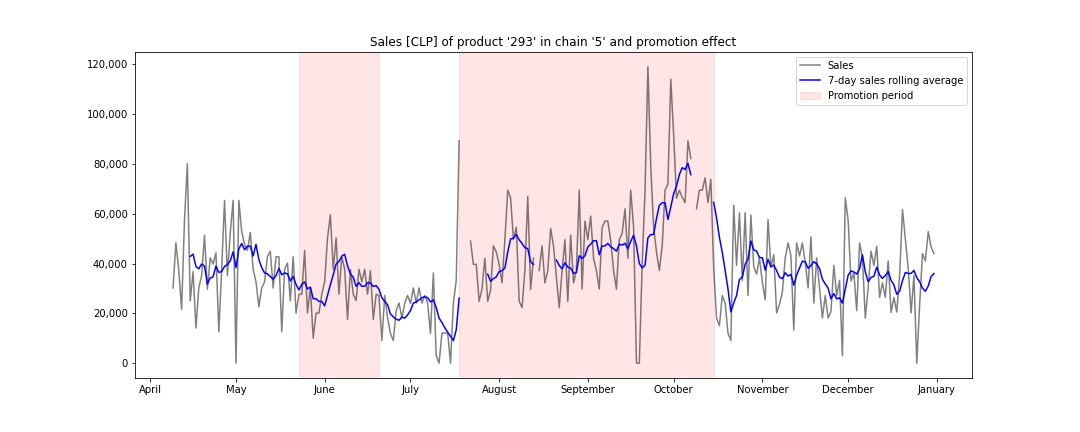 Sales [CLP] of product '293' in chain '5' and promotion effect
120,000
100,000
80,000
60,000
40,000
20,000
0
April
May
June
July
August
September
October
November
December
January
Sales
7-day sales rolling average
Promotion period